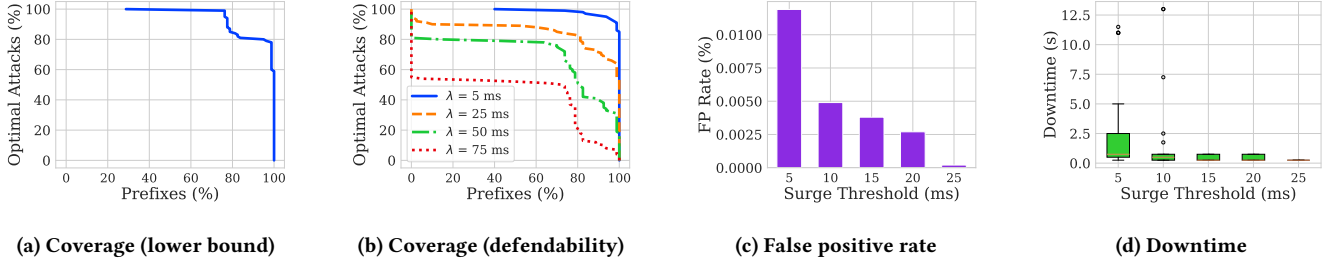 Optimal Attacks (%)
100
80
60
40
20
0
0 20 40 60 80 100
Prefixes (%)
(a) Coverage (lower bound)
Optimal Attacks (%)
100
80
60
40
20
0
λ = 5 ms
λ = 25 ms
λ = 50 ms
λ = 75 ms
0 20 40 60 80 100
Prefixes (%)
(b) Coverage (defendability)
FP Rate (%)
0.0100
0.0075
0.0050
0.0025
0.0000
5 10 15 20 25
Surge Threshold (ms)
(c) False positive rate
Downtime (s)
12.5
10.0
7.5
5.0
2.5
0.0
5 10 15 20 25
Surge Threshold (ms)
(d) Downtime